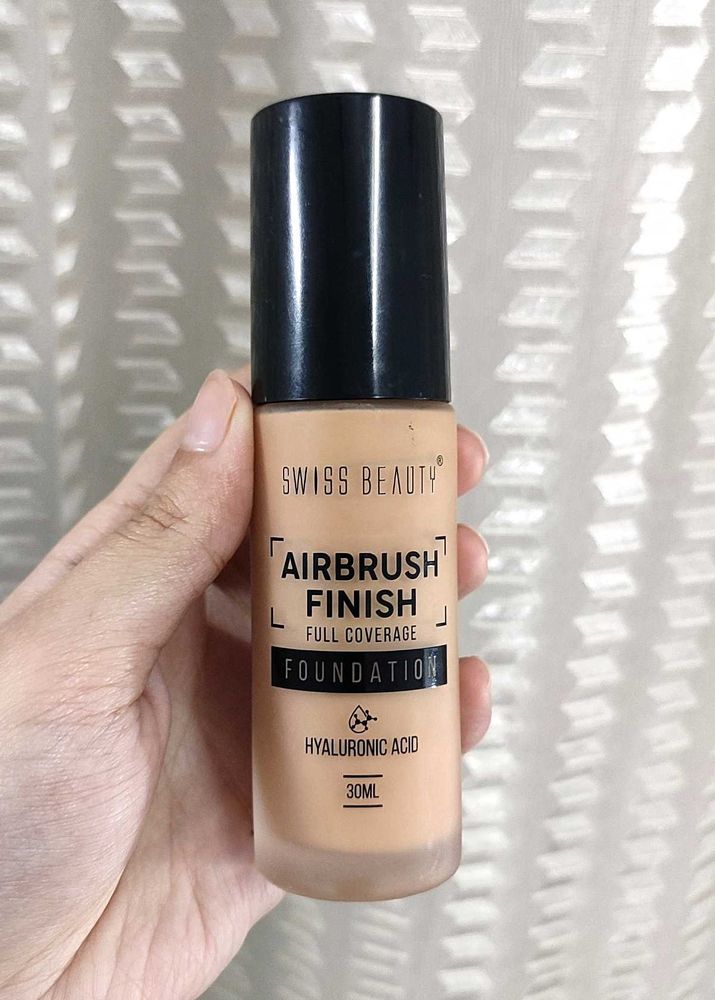 SWISS BEAUTY®
AIRBRUSH
FINISH
FULL COVERAGE
FOUNDATION
HYALURONIC ACID
30ML